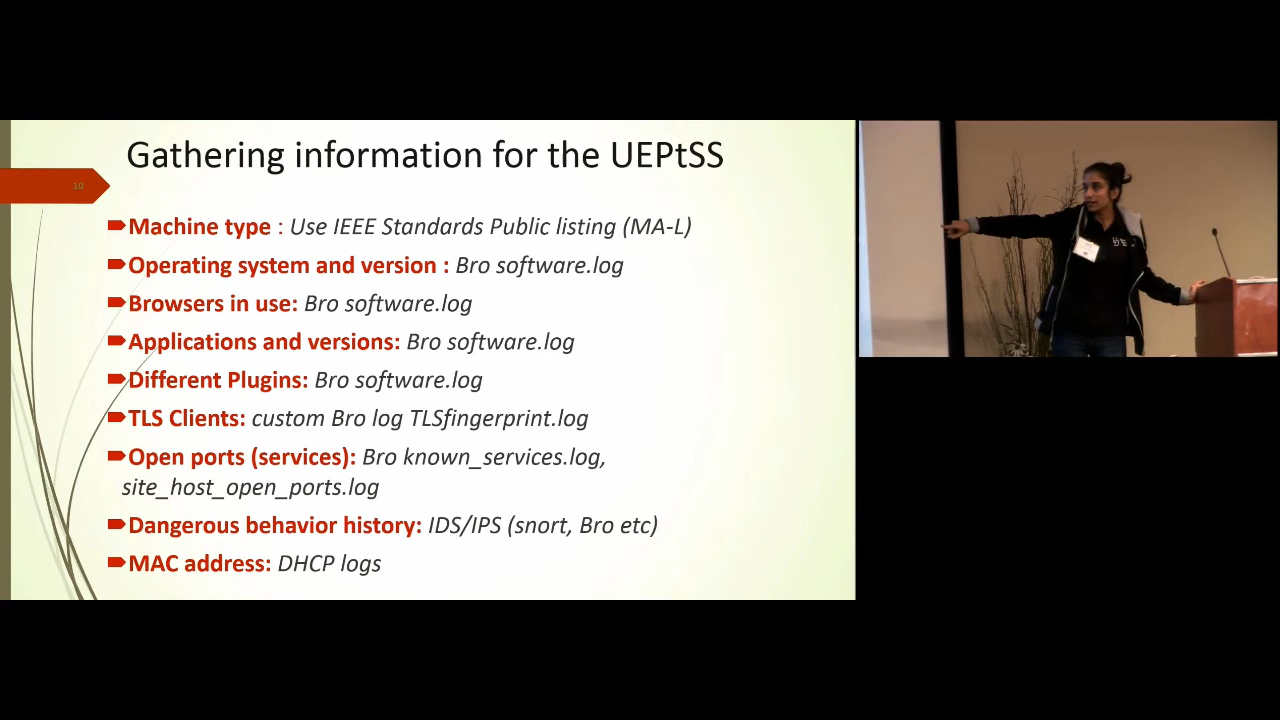 Gathering information for the UEPtSS
10
Machine type : Use IEEE Standards Public listing (MA-L)
Operating system and version : Bro software.log
Browsers in use: Bro software.log
Applications and versions: Bro software.log
Different Plugins: Bro software.log
TLS Clients: custom Bro log TLSfingerprint.log
Open ports (services): Bro known_services.log,
site_host_open_ports.log
Dangerous behavior history: IDS/IPS (snort, Bro etc)
MAC address: DHCP logs